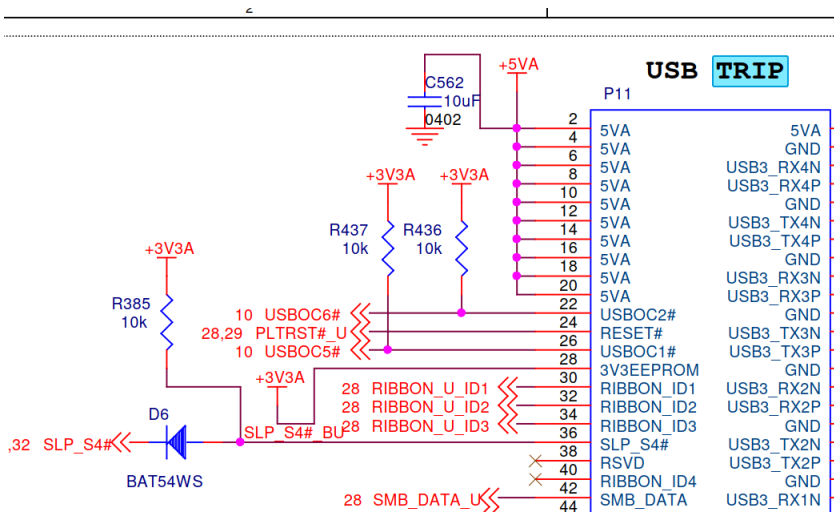 2
USB TRIP
P11
+5VA
C562
10uF
0402
+3V3A
+3V3A
R437
10k
R436
10k
+3V3A
R385
10k
10 USBOC6#
28,29 PLTRST#_U
10 USBOC5#
+3V3A
28 RIBBON_U_ID1
28 RIBBON_U_ID2
28 RIBBON_U_ID3
D6
SLP_S4#_BU
,32 SLP_S4#
BAT54WS
28 SMB_DATA_U
2 5VA 5VA
4 5VA GND
6 5VA USB3_RX4N
8 5VA USB3_RX4P
10 5VA GND
12 5VA USB3_TX4N
14 5VA USB3_TX4P
16 5VA GND
18 5VA USB3_RX3N
20 5VA USB3_RX3P
22 USBOC2# GND
24 RESET# USB3_TX3N
26 USBOC1# USB3_TX3P
28 3V3EEPROM GND
30 RIBBON_ID1 USB3_RX2N
32 RIBBON_ID2 USB3_RX2P
34 RIBBON_ID3 GND
36 SLP_S4# USB3_TX2N
38 RSVD USB3_TX2P
40 RIBBON_ID4 GND
42 SMB_DATA USB3_RX1N
44